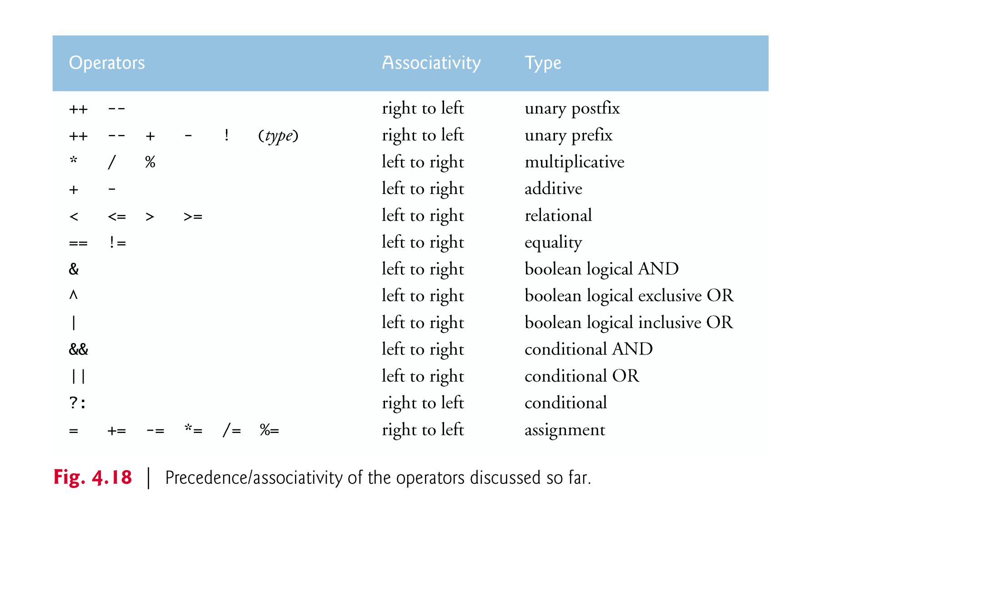 Operators Associativity Type
++ -- right to left unary postfix
++ -- + - ! (type) right to left unary prefix
* / % left to right multiplicative
+ - left to right additive
< <= > >= left to right relational
== != left to right equality
& left to right boolean logical AND
^ left to right boolean logical exclusive OR
| left to right boolean logical inclusive OR
&& left to right conditional AND
|| left to right conditional OR
?: right to left conditional
= += -= *= /= %= right to left assignment
Fig. 4.18 | Precedence/associativity of the operators discussed so far.